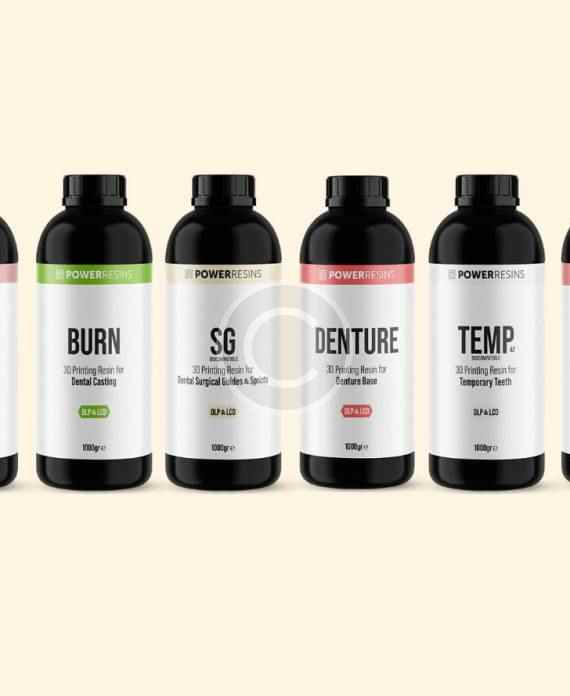 POWERRESINS
BURN
3D Printing Resin for
Dental Casting
DLP & LCD
1000gr ℮
POWERRESINS
SG
BIOCOMPATIBLE
3D Printing Resin for
Dental Surgical Guides & Splints
DLP & LCD
1000gr ℮
POWERRESINS
DENTURE
3D Printing Resin for
Denture Base
DLP & LCD
1000gr ℮
POWERRESINS
TEMP
BIOCOMPATIBLE
3D Printing Resin for
Temporary Teeth
DLP & LCD
1000gr ℮